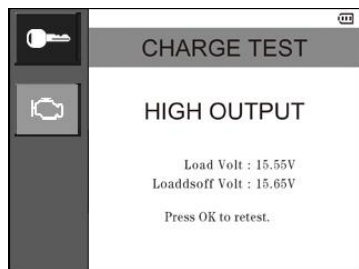 CHARGE TEST
HIGH OUTPUT
Load Volt : 15.55V
Loaddsoff Volt : 15.65V
Press OK to retest.